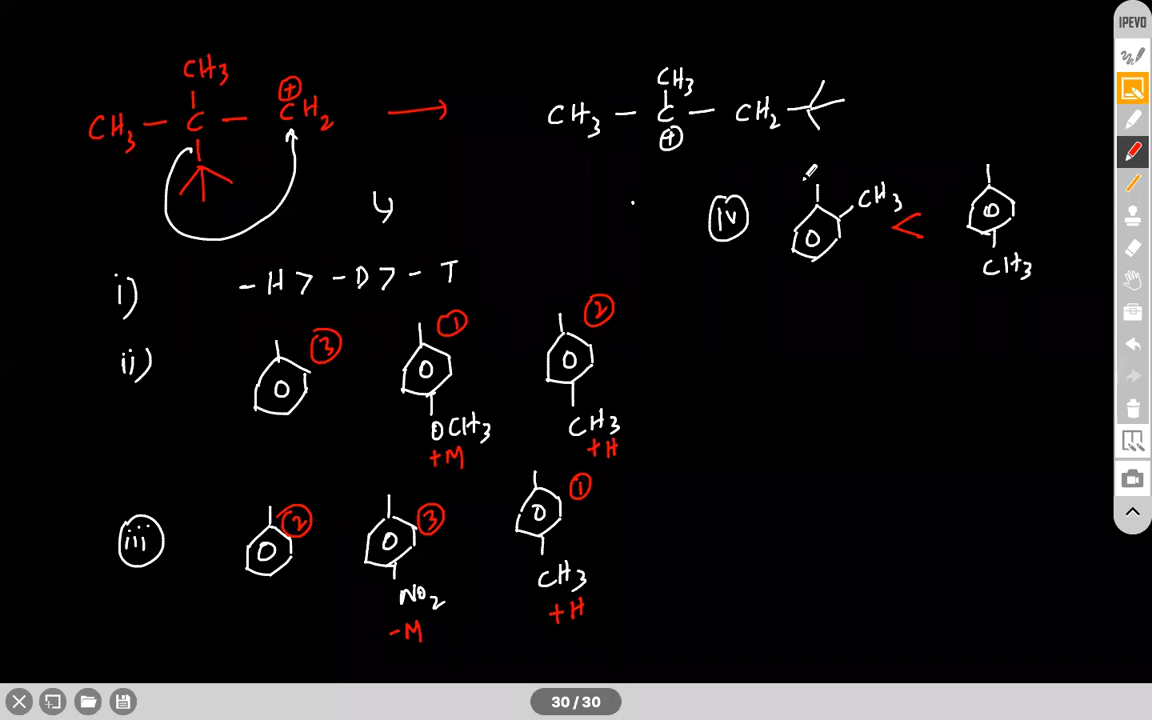 CH3 CH3
CH3 — C — CH2 ⊕ → CH3 — C — CH2
⊕
iv CH3 <
CH3
i) - H > - D > - T
ii) 3 1 2
OCH3 CH3
+M +H
iii 2 3 1
NO2 CH3
-M +H
IPEVO
30 / 30